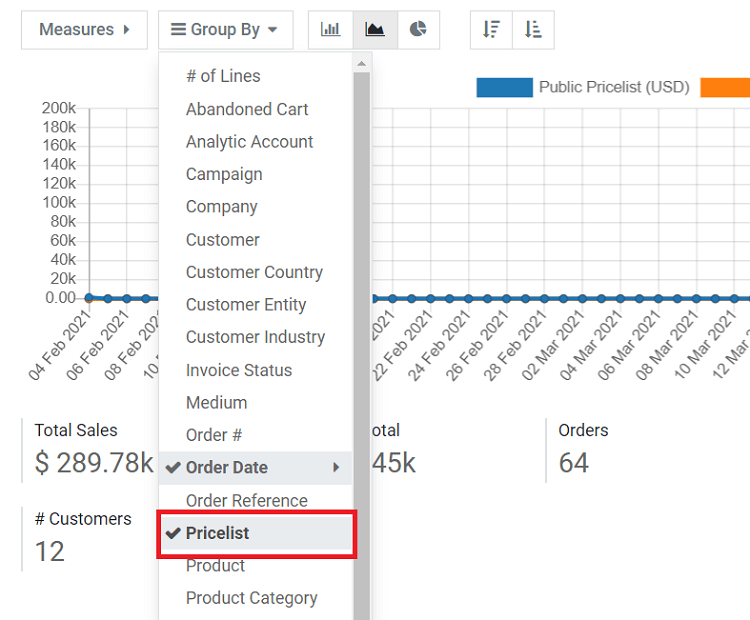 Measures
Group By
# of Lines
Abandoned Cart
Analytic Account
Campaign
Company
Customer
Customer Country
Customer Entity
Customer Industry
Invoice Status
Medium
Order #
Order Date
Order Reference
Pricelist
Product
Product Category
Public Pricelist (USD)
200k
180k
160k
140k
120k
100k
80k
60k
40k
20k
0.00
04 Feb 2021
06 Feb 2021
08 Feb 202
10
2021
22 Feb 2021
24 Feb 2021
26 Feb 2021
28 Feb 2021
02 Mar 2021
04 Mar 2021
06 Mar 2021
08 Mar 2021
10 Mar 2021
12 Mar
Total Sales
$ 289.78k
otal
45k
Orders
64
# Customers
12